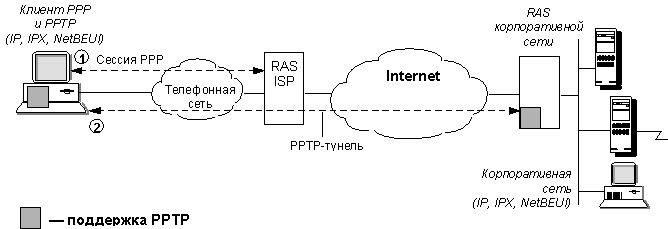 Клиент PPP
и PPTP
(IP, IPX, NetBEUI)
1
Сессия PPP
Телефонная
сеть
2
RAS
ISP
Internet
PPTP-тунель
RAS
корпоративной
сети
Корпоративная
сеть
(IP, IPX, NetBEUI)
— поддержка PPTP